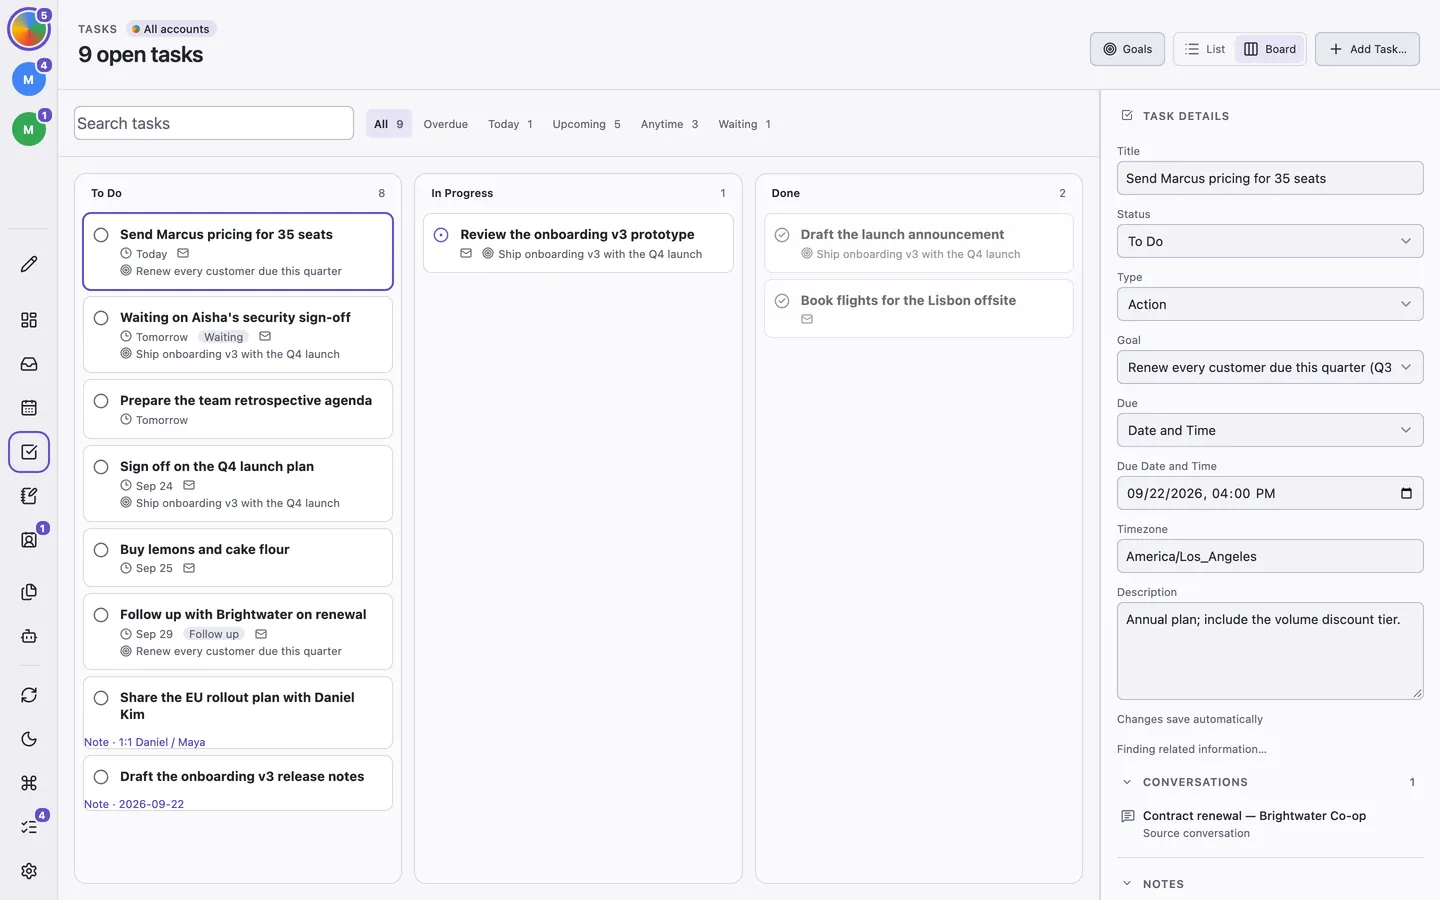 5
M
4
M
1
1
4
TASKS
All accounts
9 open tasks
Goals
List
Board
Add Task...
Search tasks
All 9
Overdue
Today 1
Upcoming 5
Anytime 3
Waiting 1
To Do 8
Send Marcus pricing for 35 seats
Today
Renew every customer due this quarter
Waiting on Aisha's security sign-off
Tomorrow Waiting
Ship onboarding v3 with the Q4 launch
Prepare the team retrospective agenda
Tomorrow
Sign off on the Q4 launch plan
Sep 24
Ship onboarding v3 with the Q4 launch
Buy lemons and cake flour
Sep 25
Follow up with Brightwater on renewal
Sep 29 Follow up
Renew every customer due this quarter
Share the EU rollout plan with Daniel
Kim
Note · 1:1 Daniel / Maya
Draft the onboarding v3 release notes
Note · 2026-09-22
In Progress 1
Review the onboarding v3 prototype
Ship onboarding v3 with the Q4 launch
Done 2
Draft the launch announcement
Ship onboarding v3 with the Q4 launch
Book flights for the Lisbon offsite
TASK DETAILS
Title
Send Marcus pricing for 35 seats
Status
To Do
Type
Action
Goal
Renew every customer due this quarter (Q3
Due
Date and Time
Due Date and Time
09/22/2026, 04:00 PM
Timezone
America/Los_Angeles
Description
Annual plan; include the volume discount tier.
Changes save automatically
Finding related information...
CONVERSATIONS 1
Contract renewal — Brightwater Co-op
Source conversation
NOTES